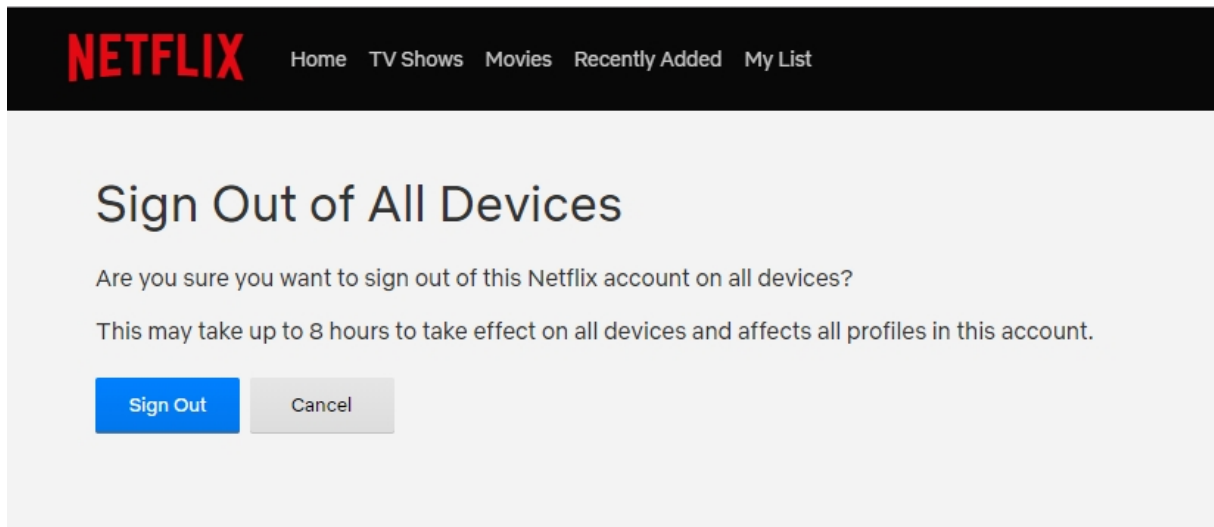 NETFLIX Home TV Shows Movies Recently Added My List
Sign Out of All Devices
Are you sure you want to sign out of this Netflix account on all devices?
This may take up to 8 hours to take effect on all devices and affects all profiles in this account.
Sign Out Cancel